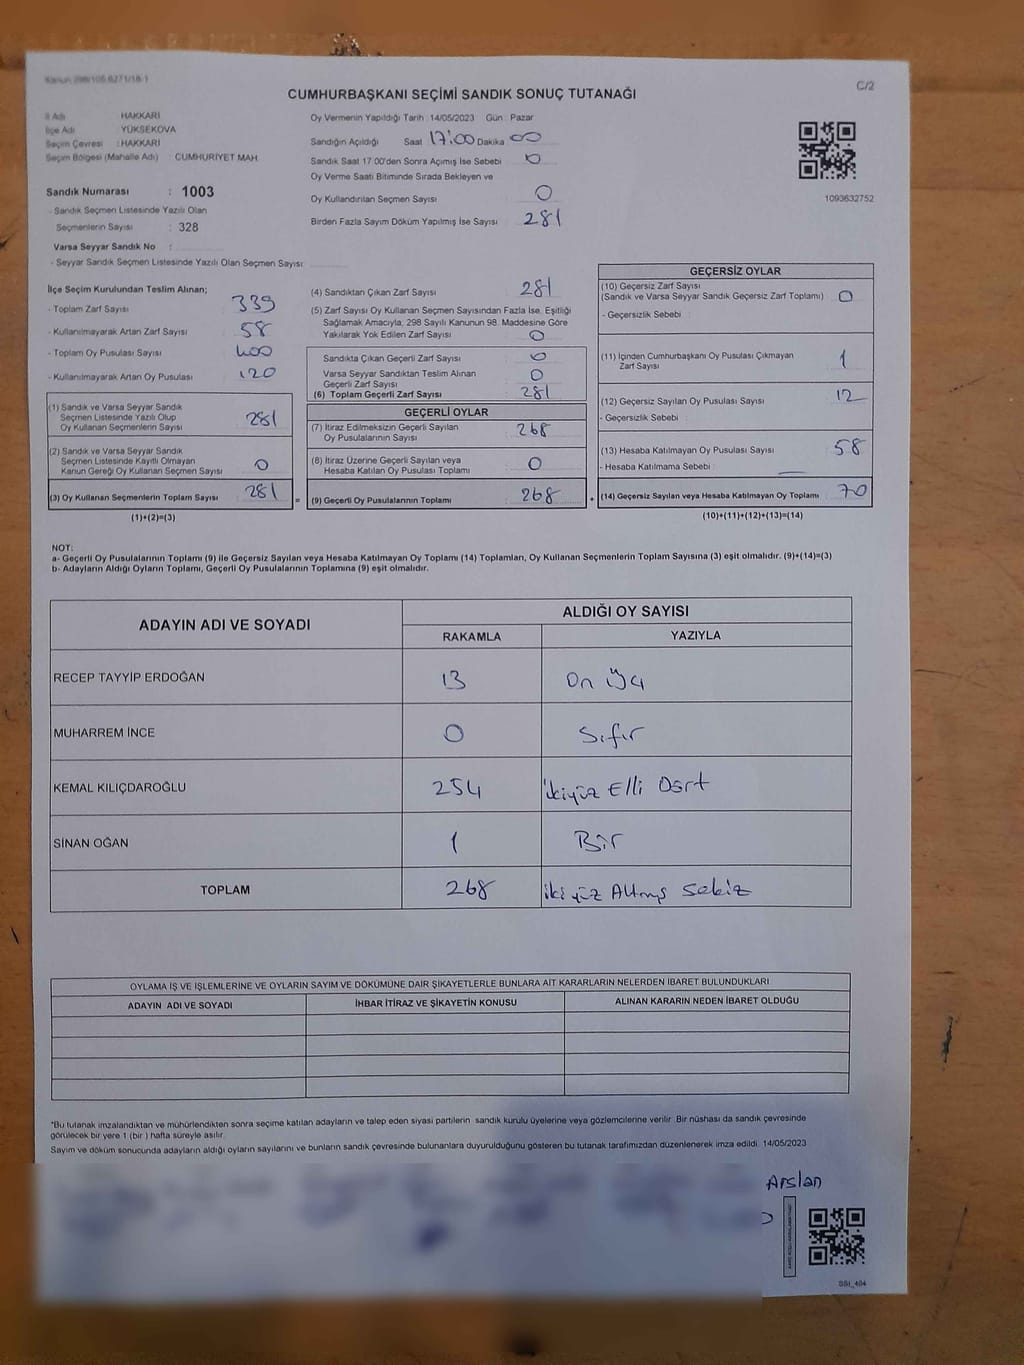 Kanun 298/105.6271/18-1
C/2
CUMHURBAŞKANI SEÇİMİ SANDIK SONUÇ TUTANAĞI
İl Adı HAKKARI
İlçe Adı : YÜKSEKOVA
Seçim Çevresi : HAKKARI
Seçim Bölgesi (Mahalle Adı) : CUMHURİYET MAH.
Sandık Numarası : 1003
- Sandık Seçmen Listesinde Yazılı Olan
Seçmenlerin Sayısı : 328
Varsa Seyyar Sandık No :
- Seyyar Sandık Seçmen Listesinde Yazılı Olan Seçmen Sayısı
Oy Vermenin Yapıldığı Tarih : 14/05/2023 Gün : Pazar
Sandığın Açıldığı Saat 17:00 Dakika 00
Sandık Saat 17:00'den Sonra Açımış İse Sebebi 0
Oy Verme Saati Bitiminde Sırada Bekleyen ve
Oy Kullandırılan Seçmen Sayısı 0
Birden Fazla Sayım Döküm Yapılmış İse Sayısı 281
1093632752
İlçe Seçim Kurulundan Teslim Alınan;
- Toplam Zarf Sayısı 339
- Kullanılmayarak Artan Zarf Sayısı 58
- Toplam Oy Pusulası Sayısı 400
- Kullanılmayarak Artan Oy Pusulası 120
(1) Sandık ve Varsa Seyyar Sandık
Seçmen Listesinde Yazılı Olup
Oy Kullanan Seçmenlerin Sayısı 281
(2) Sandık ve Varsa Seyyar Sandık
Seçmen Listesinde Kayıtlı Olmayan
Kanun Gereği Oy Kullanan Seçmen Sayısı 0
(3) Oy Kullanan Seçmenlerin Toplam Sayısı 281 =
(1)+(2)=(3)
(4) Sandıktan Çıkan Zarf Sayısı 281
(5) Zarf Sayısı Oy Kullanan Seçmen Sayısından Fazla İse, Eşitliği
Sağlamak Amacıyla, 298 Sayılı Kanunun 98. Maddesine Göre
Yakılarak Yok Edilen Zarf Sayısı 0
Sandıkta Çıkan Geçerli Zarf Sayısı 0
Varsa Seyyar Sandıktan Teslim Alınan
Geçerli Zarf Sayısı 0
(6) Toplam Geçerli Zarf Sayısı 281
GEÇERLİ OYLAR
(7) İtiraz Edilmeksizin Geçerli Sayılan
Oy Pusulalarının Sayısı 268
(8) İtiraz Üzerine Geçerli Sayılan veya
Hesaba Katılan Oy Pusulası Toplamı 0
(9) Geçerli Oy Pusulalarının Toplamı 268 +
GEÇERSİZ OYLAR
(10) Geçersiz Zarf Sayısı
(Sandık ve Varsa Seyyar Sandık Geçersiz Zarf Toplamı) 0
- Geçersizlik Sebebi :
(11) İçinden Cumhurbaşkanı Oy Pusulası Çıkmayan
Zarf Sayısı 1
(12) Geçersiz Sayılan Oy Pusulası Sayısı 12
- Geçersizlik Sebebi :
(13) Hesaba Katılmayan Oy Pusulası Sayısı 58
- Hesaba Katılmama Sebebi
(14) Geçersiz Sayılan veya Hesaba Katılmayan Oy Toplamı 70
(10)+(11)+(12)+(13)=(14)
NOT:
a- Geçerli Oy Pusulalarının Toplamı (9) ile Geçersiz Sayılan veya Hesaba Katılmayan Oy Toplamı (14) Toplamları, Oy Kullanan Seçmenlerin Toplam Sayısına (3) eşit olmalıdır. (9)+(14)=(3)
b- Adayların Aldığı Oyların Toplamı, Geçerli Oy Pusulalarının Toplamına (9) eşit olmalıdır.
ADAYIN ADI VE SOYADI ALDIĞI OY SAYISI
RAKAMLA YAZIYLA
RECEP TAYYİP ERDOĞAN 13 On Üç
MUHARREM İNCE 0 Sıfır
KEMAL KILIÇDAROĞLU 254 ikiyüz Elli Dört
SİNAN OĞAN 1 Bir
TOPLAM 268 iki yüz Altmış sekiz
OYLAMA İŞ VE İŞLEMLERİNE VE OYLARIN SAYIM VE DÖKÜMÜNE DAİR ŞİKAYETLERLE BUNLARA AİT KARARLARIN NELERDEN İBARET BULUNDUKLARI
ADAYIN ADI VE SOYADI İHBAR İTİRAZ VE ŞİKAYETİN KONUSU ALINAN KARARIN NEDEN İBARET OLDUĞU
*Bu tutanak imzalandıktan ve mühürlendikten sonra seçime katılan adayların ve talep eden siyasi partilerin sandık kurulu üyelerine veya gözlemcilerine verilir. Bir nüshası da sandık çevresinde
görülecek bir yere 1 (bir) hafta süreyle asılır.
Sayım ve döküm sonucunda adayların aldığı oyların sayılarını ve bunların sandık çevresinde bulunanlara duyurulduğunu gösteren bu tutanak tarafımızdan düzenlenerek imza edildi. 14/05/2023
Arslan
SSI_404